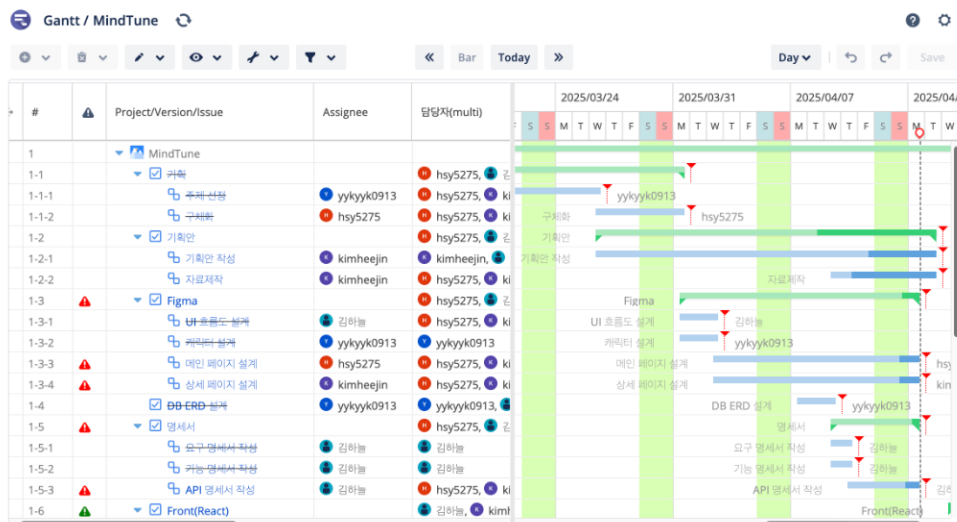 Gantt / MindTune
Bar Today Day Save
# Project/Version/Issue Assignee 담당자(multi) 2025/03/24 2025/03/31 2025/04/07 2025/04/
F S S M T W T F S S M T W T F S S M T W T F S S M T W
1 MindTune
1-1 기획 hsy5275,
1-1-1 주제 선정 yykyyk0913 hsy5275, ki yykyyk0913
1-1-2 구체화 hsy5275 hsy5275, ki 구체화 hsy5275
1-2 기획안 hsy5275, 기획안
1-2-1 기획안 작성 kimheejin kimheejin, 기획안 작성
1-2-2 자료제작 kimheejin hsy5275, ki 자료제작
1-3 Figma hsy5275, Figma
1-3-1 UI 흐름도 설계 김하늘 hsy5275, ki UI 흐름도 설계 김하늘
1-3-2 캐릭터 설계 yykyyk0913 yykyyk0913 캐릭터 설계 yykyyk0913
1-3-3 메인 페이지 설계 hsy5275 hsy5275, ki 메인 페이지 설계 hsy
1-3-4 상세 페이지 설계 kimheejin hsy5275, ki 상세 페이지 설계 kin
1-4 DB ERD 설계 yykyyk0913 yykyyk0913, DB ERD 설계 yykyyk0913
1-5 명세서 hsy5275, 명세서
1-5-1 요구 명세서 작성 김하늘 김하늘 요구 명세서 작성 김하늘
1-5-2 기능 명세서 작성 김하늘 김하늘 기능 명세서 작성 김하늘
1-5-3 API 명세서 작성 김하늘 hsy5275, ki API 명세서 작성
1-6 Front(React) 김하늘, kimh Front(React)